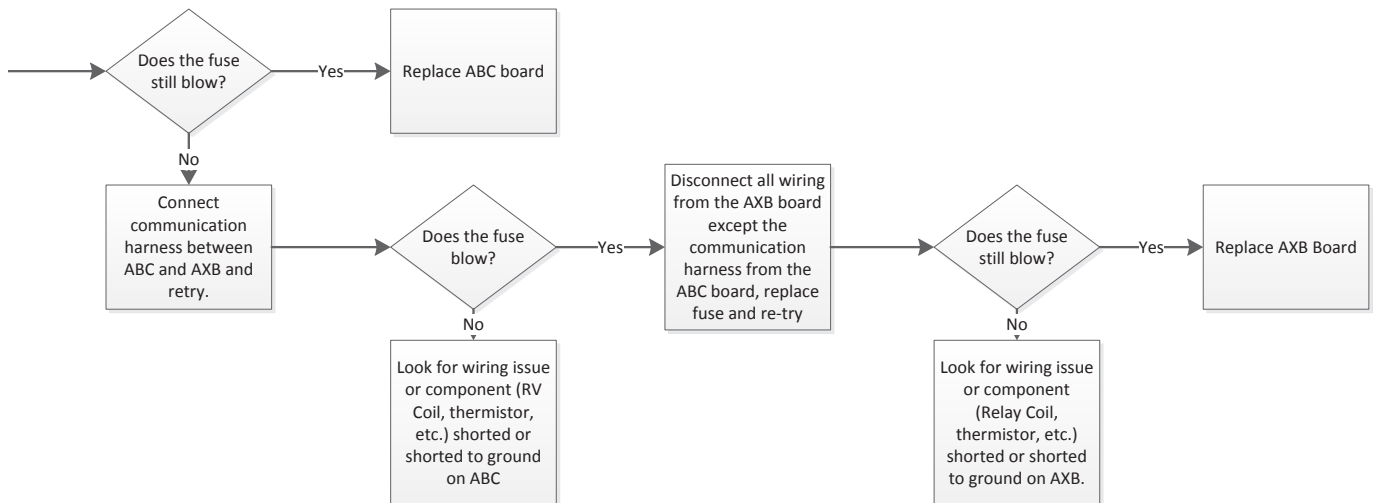 Does the fuse
still blow?
Yes
Replace ABC board
No
Connect
communication
harness between
ABC and AXB and
retry.
Does the fuse
blow?
Yes
Disconnect all wiring
from the AXB board
except the
communication
harness from the
ABC board, replace
fuse and re-try
Does the fuse
still blow?
Yes
Replace AXB Board
No
Look for wiring issue
or component (RV
Coil, thermistor,
etc.) shorted or
shorted to ground
on ABC
No
Look for wiring issue
or component
(Relay Coil,
thermistor, etc.)
shorted or shorted
to ground on AXB.